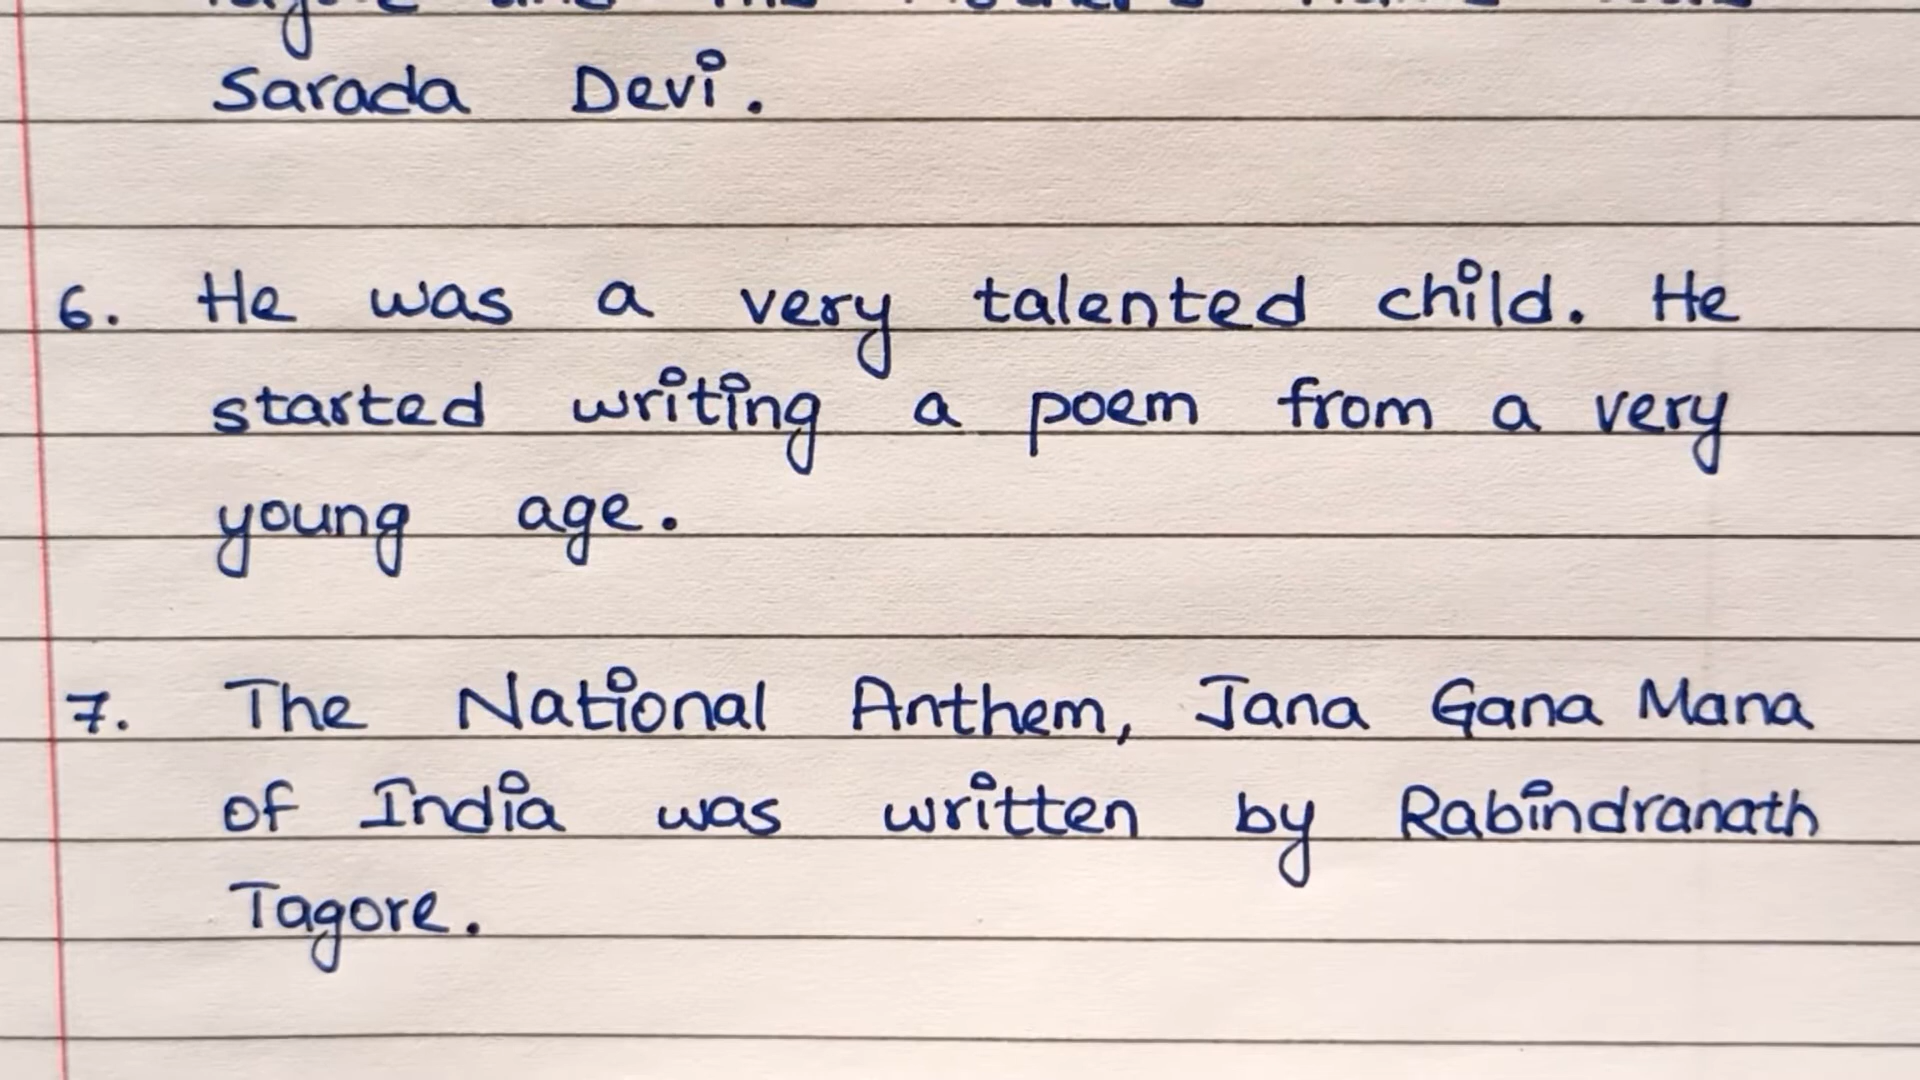 Sarada Devi.
6. He was a very talented child. He
started writing a poem from a very
young age.
7. The National Anthem, Jana Gana Mana
of India was written by Rabindranath
Tagore.